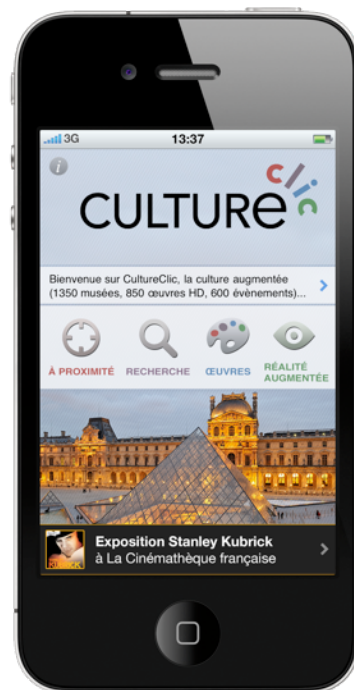 3G 13:37
CULTURe clic
Bienvenue sur CultureClic, la culture augmentée
(1350 musées, 850 œuvres HD, 600 évènements)...
À PROXIMITÉ RECHERCHE ŒUVRES RÉALITÉ
AUGMENTÉE
KUBRICK
Exposition Stanley Kubrick
à La Cinémathèque française